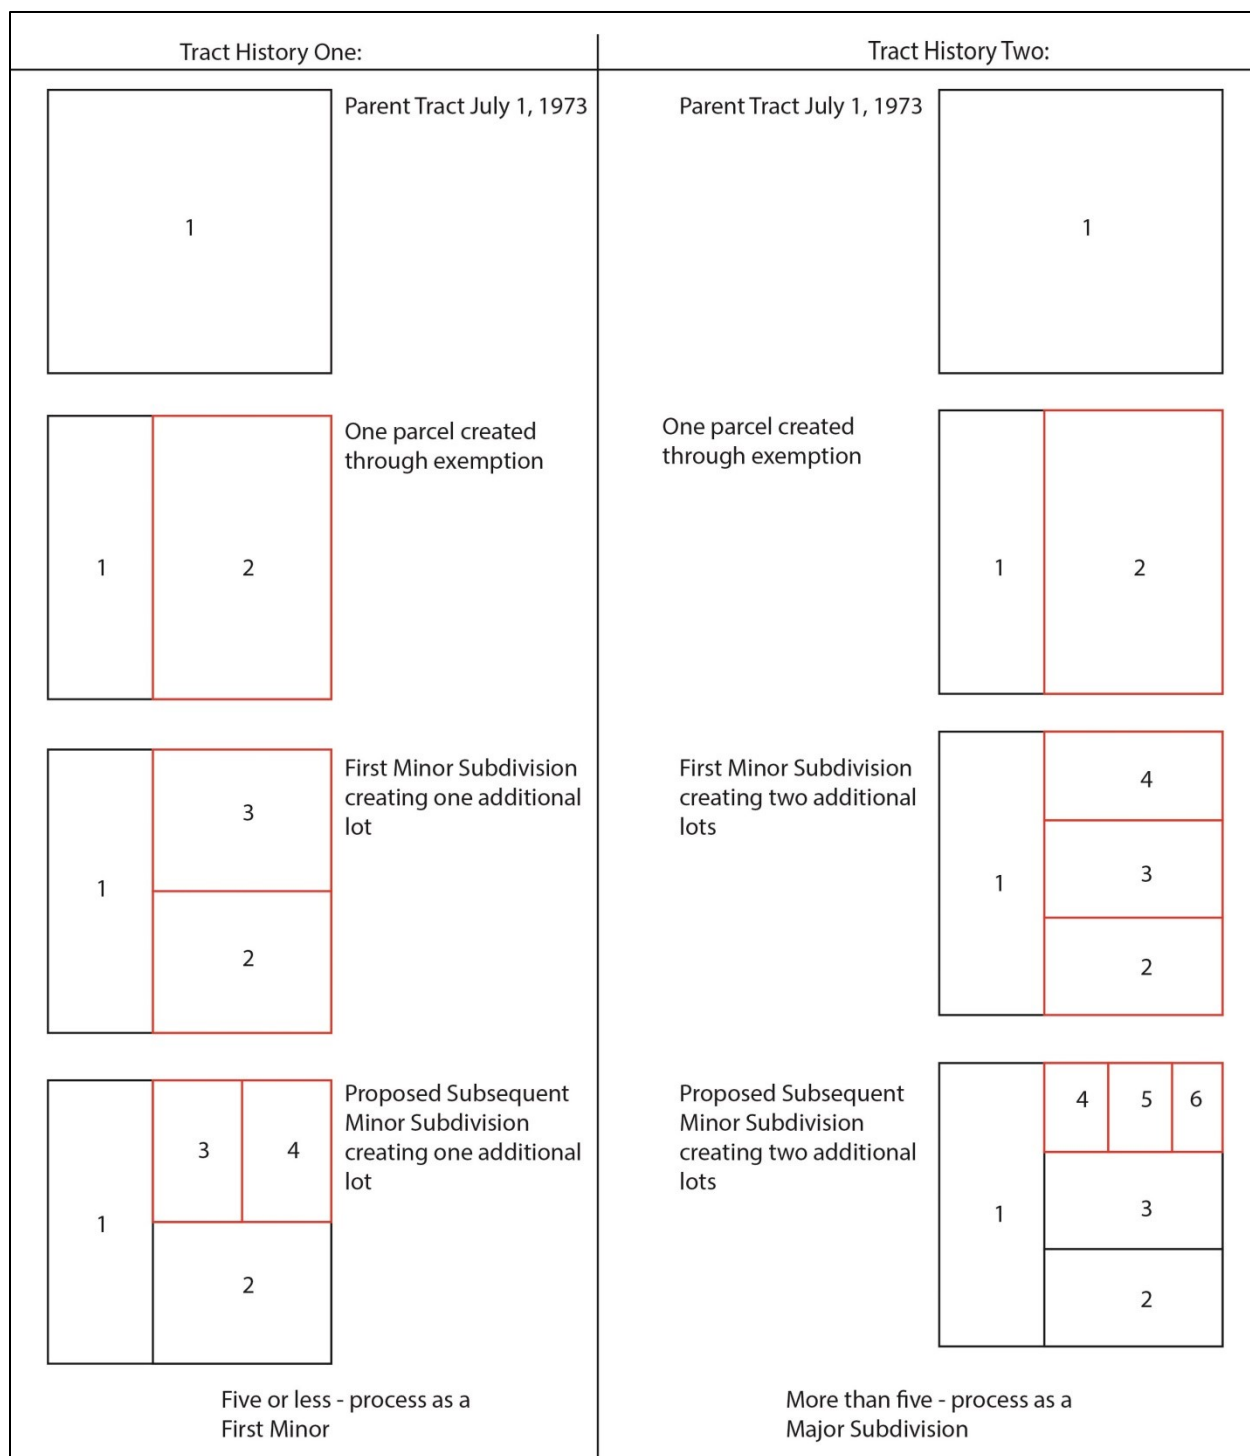 Tract History One:
Parent Tract July 1, 1973
1
One parcel created
through exemption
1
2
First Minor Subdivision
creating one additional
lot
3
1
2
Proposed Subsequent
Minor Subdivision
creating one additional
lot
3
4
1
2
Five or less - process as a
First Minor
Tract History Two:
Parent Tract July 1, 1973
1
One parcel created
through exemption
1
2
First Minor Subdivision
creating two additional
lots
4
3
1
2
Proposed Subsequent
Minor Subdivision
creating two additional
lots
4
5
6
3
1
2
More than five - process as a
Major Subdivision